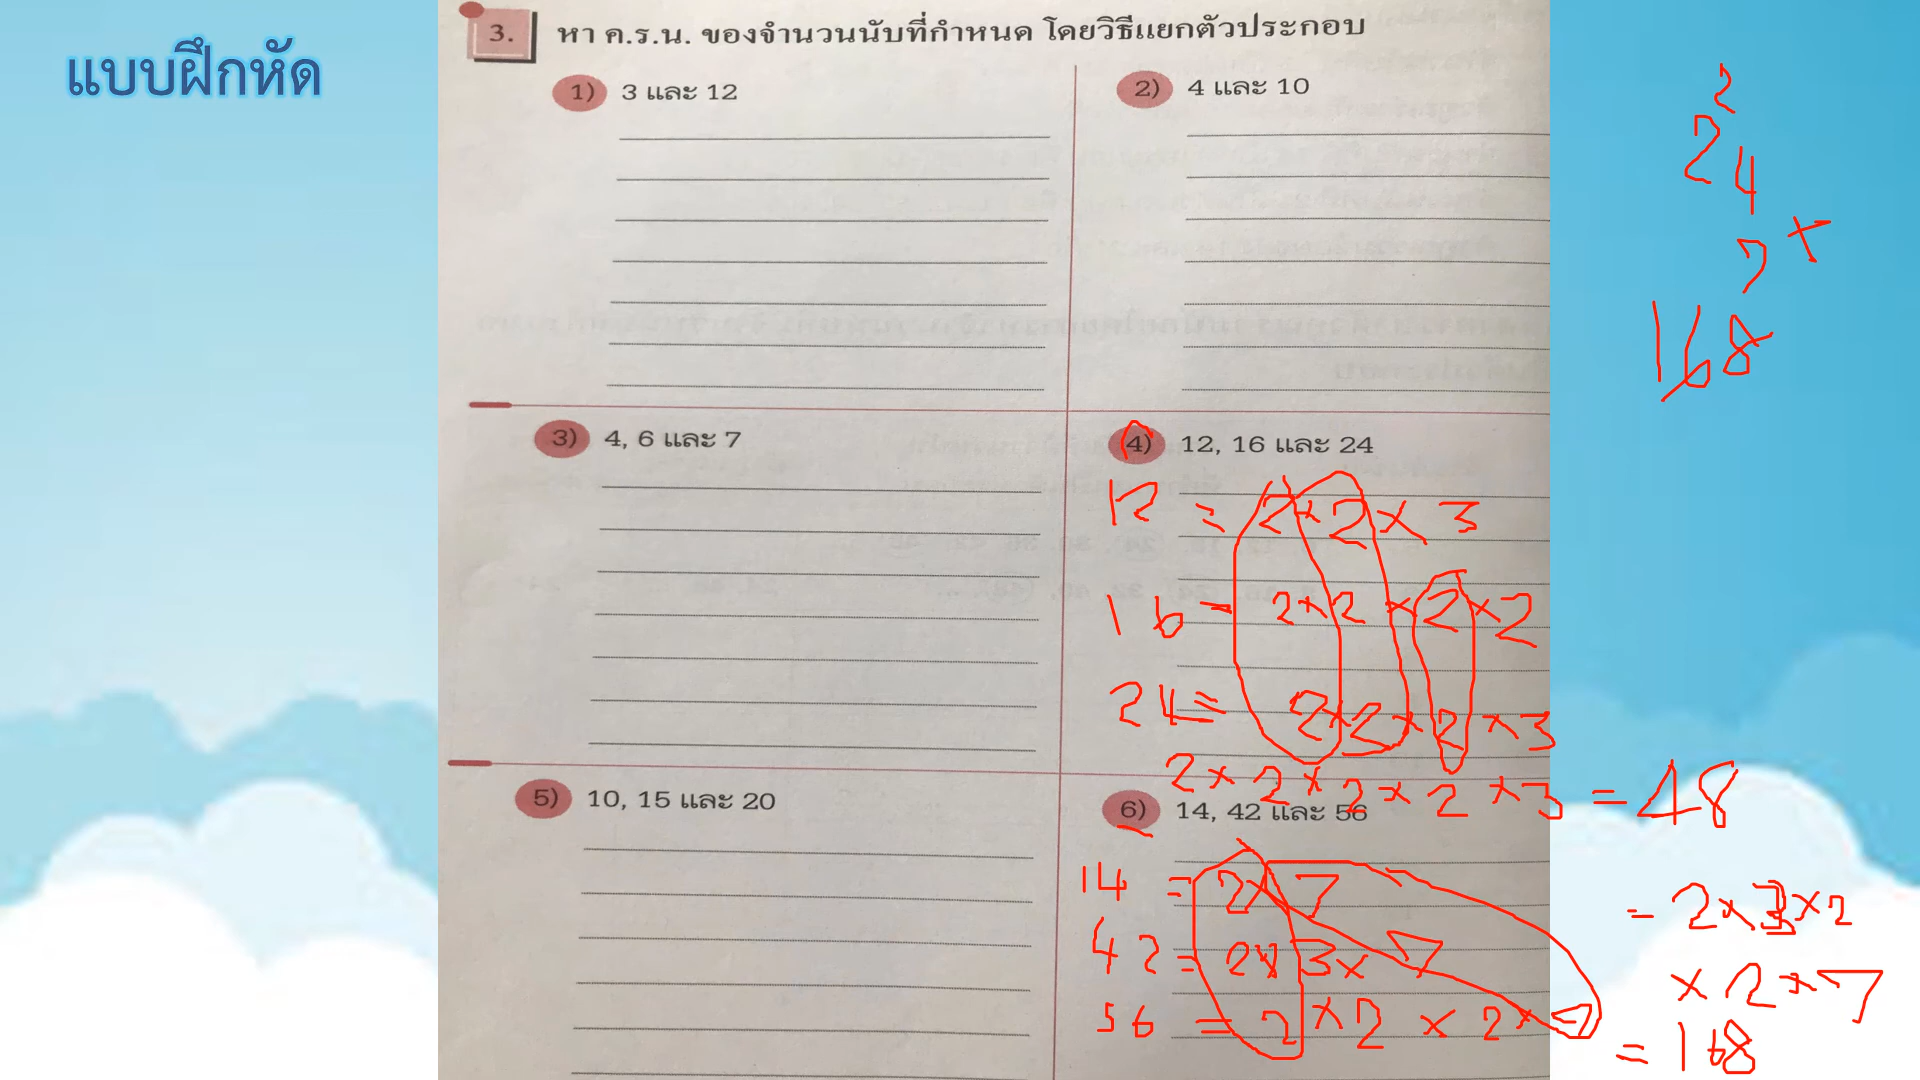 แบบฝึกหัด
3. หา ค.ร.น. ของจำนวนนับที่กำหนด โดยวิธีแยกตัวประกอบ
1) 3 และ 12
2) 4 และ 10
3) 4, 6 และ 7
4) 12, 16 และ 24
12 = 2 × 2 × 3
16 = 2 × 2 × 2 × 2
24 = 2 × 2 × 2 × 3
2 × 2 × 2 × 2 × 3 = 48
5) 10, 15 และ 20
6) 14, 42 และ 56
14 = 2 × 7
42 = 2 × 3 × 7
56 = 2 × 2 × 2 × 7
= 2 × 3 × 2
× 2 × 7
= 168
2
24
7 ×
168